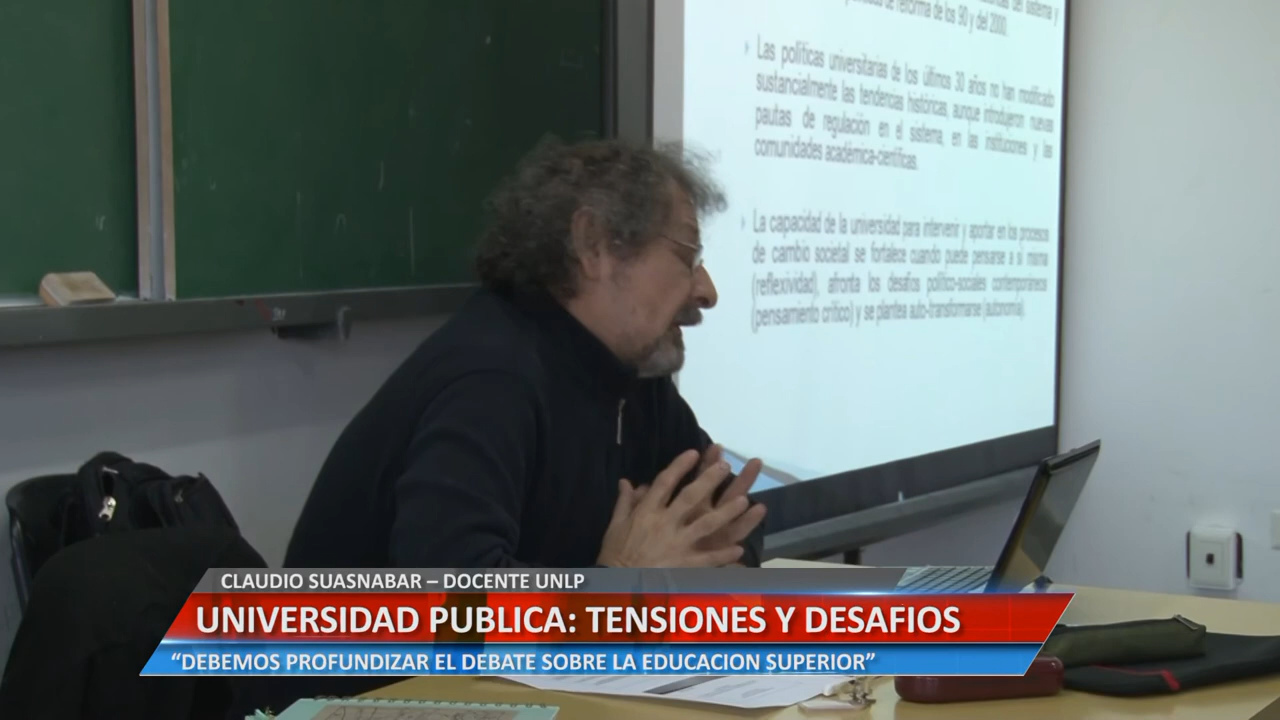 sistema y
de reforma de los 90 y del 2000.
Las políticas universitarias de los últimos 30 años no han modificado
sustancialmente las tendencias históricas, aunque introdujeron nuevas
pautas de regulación en el sistema, en las instituciones y las
comunidades académica-científicas.
La capacidad de la universidad para intervenir y aportar en los procesos
de cambio societal se fortalece cuando puede pensarse a si misma
(reflexividad), afronta los desafíos político-sociales contemporáneos
(pensamiento crítico) y se plantea auto-transformarse (autonomía).
CLAUDIO SUASNABAR – DOCENTE UNLP
UNIVERSIDAD PUBLICA: TENSIONES Y DESAFIOS
“DEBEMOS PROFUNDIZAR EL DEBATE SOBRE LA EDUCACION SUPERIOR”